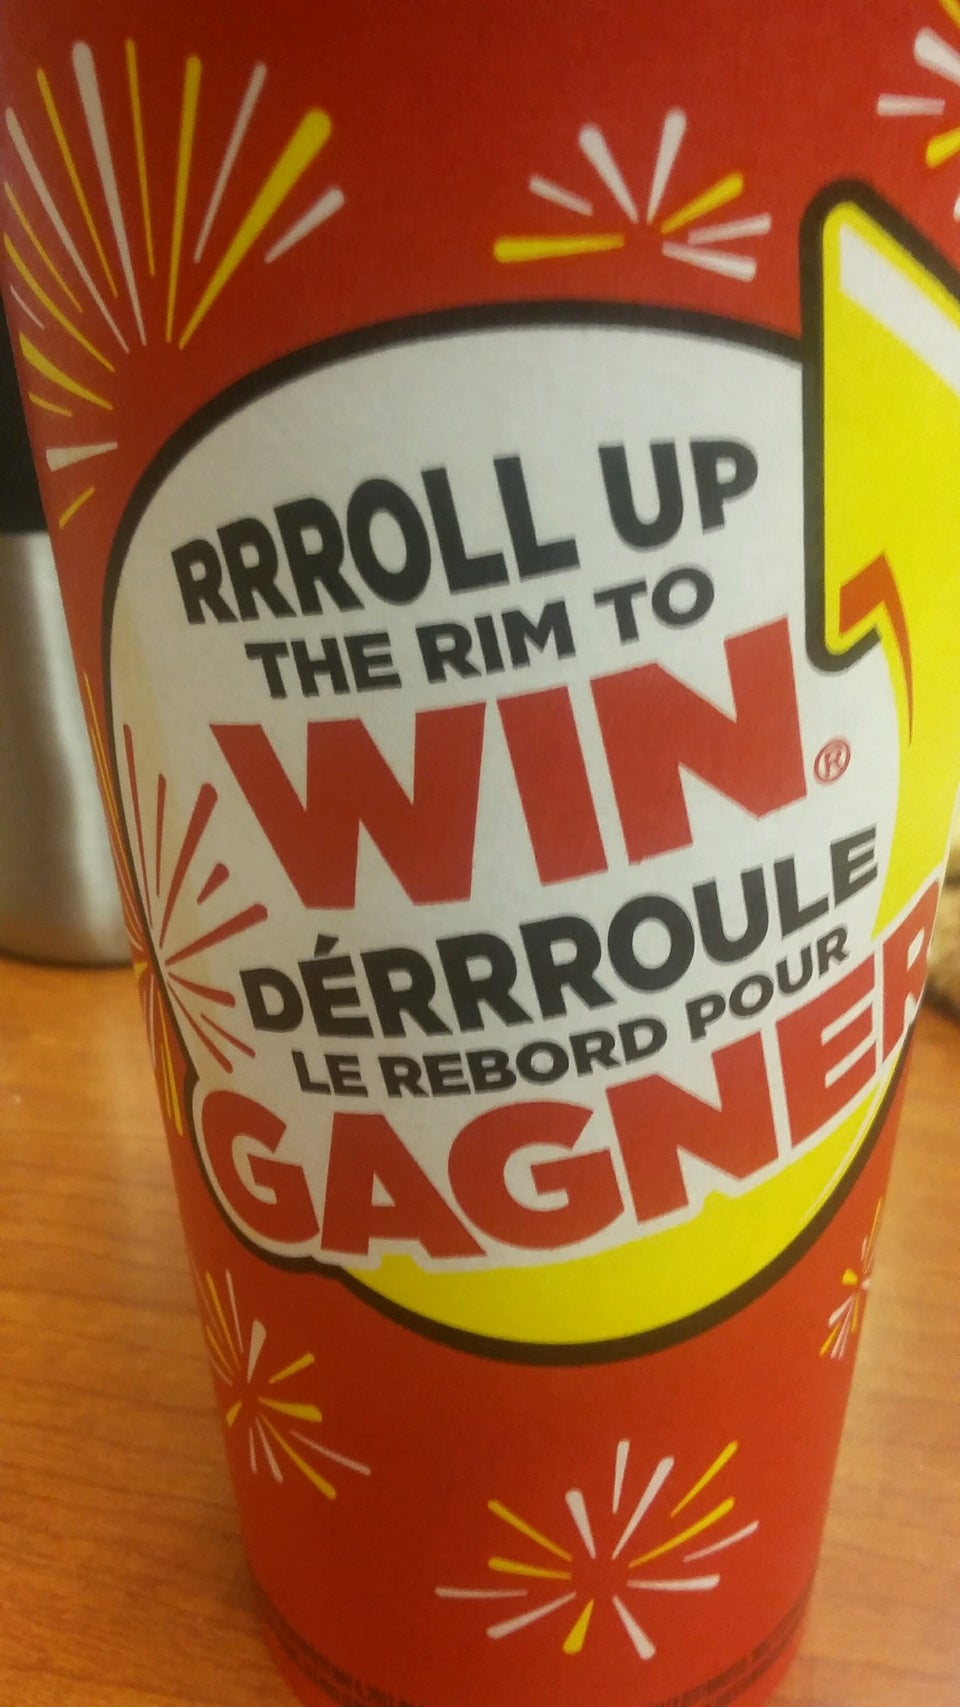 RRROLL UP
THE RIM TO
WIN®
DÉRRROULE
LE REBORD POUR
GAGNER